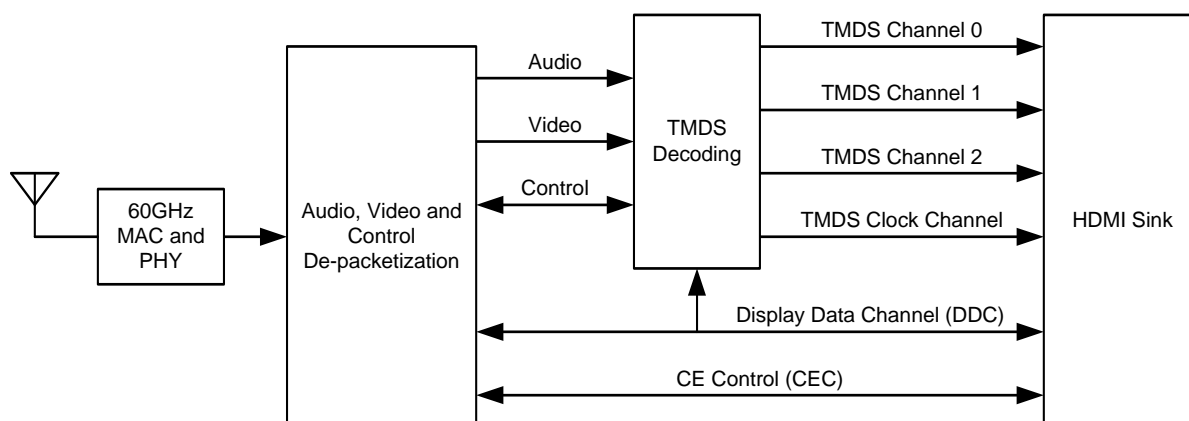 60GHz
MAC and
PHY
Audio, Video and
Control
De-packetization
Audio
Video
Control
TMDS
Decoding
TMDS Channel 0
TMDS Channel 1
TMDS Channel 2
TMDS Clock Channel
Display Data Channel (DDC)
CE Control (CEC)
HDMI Sink